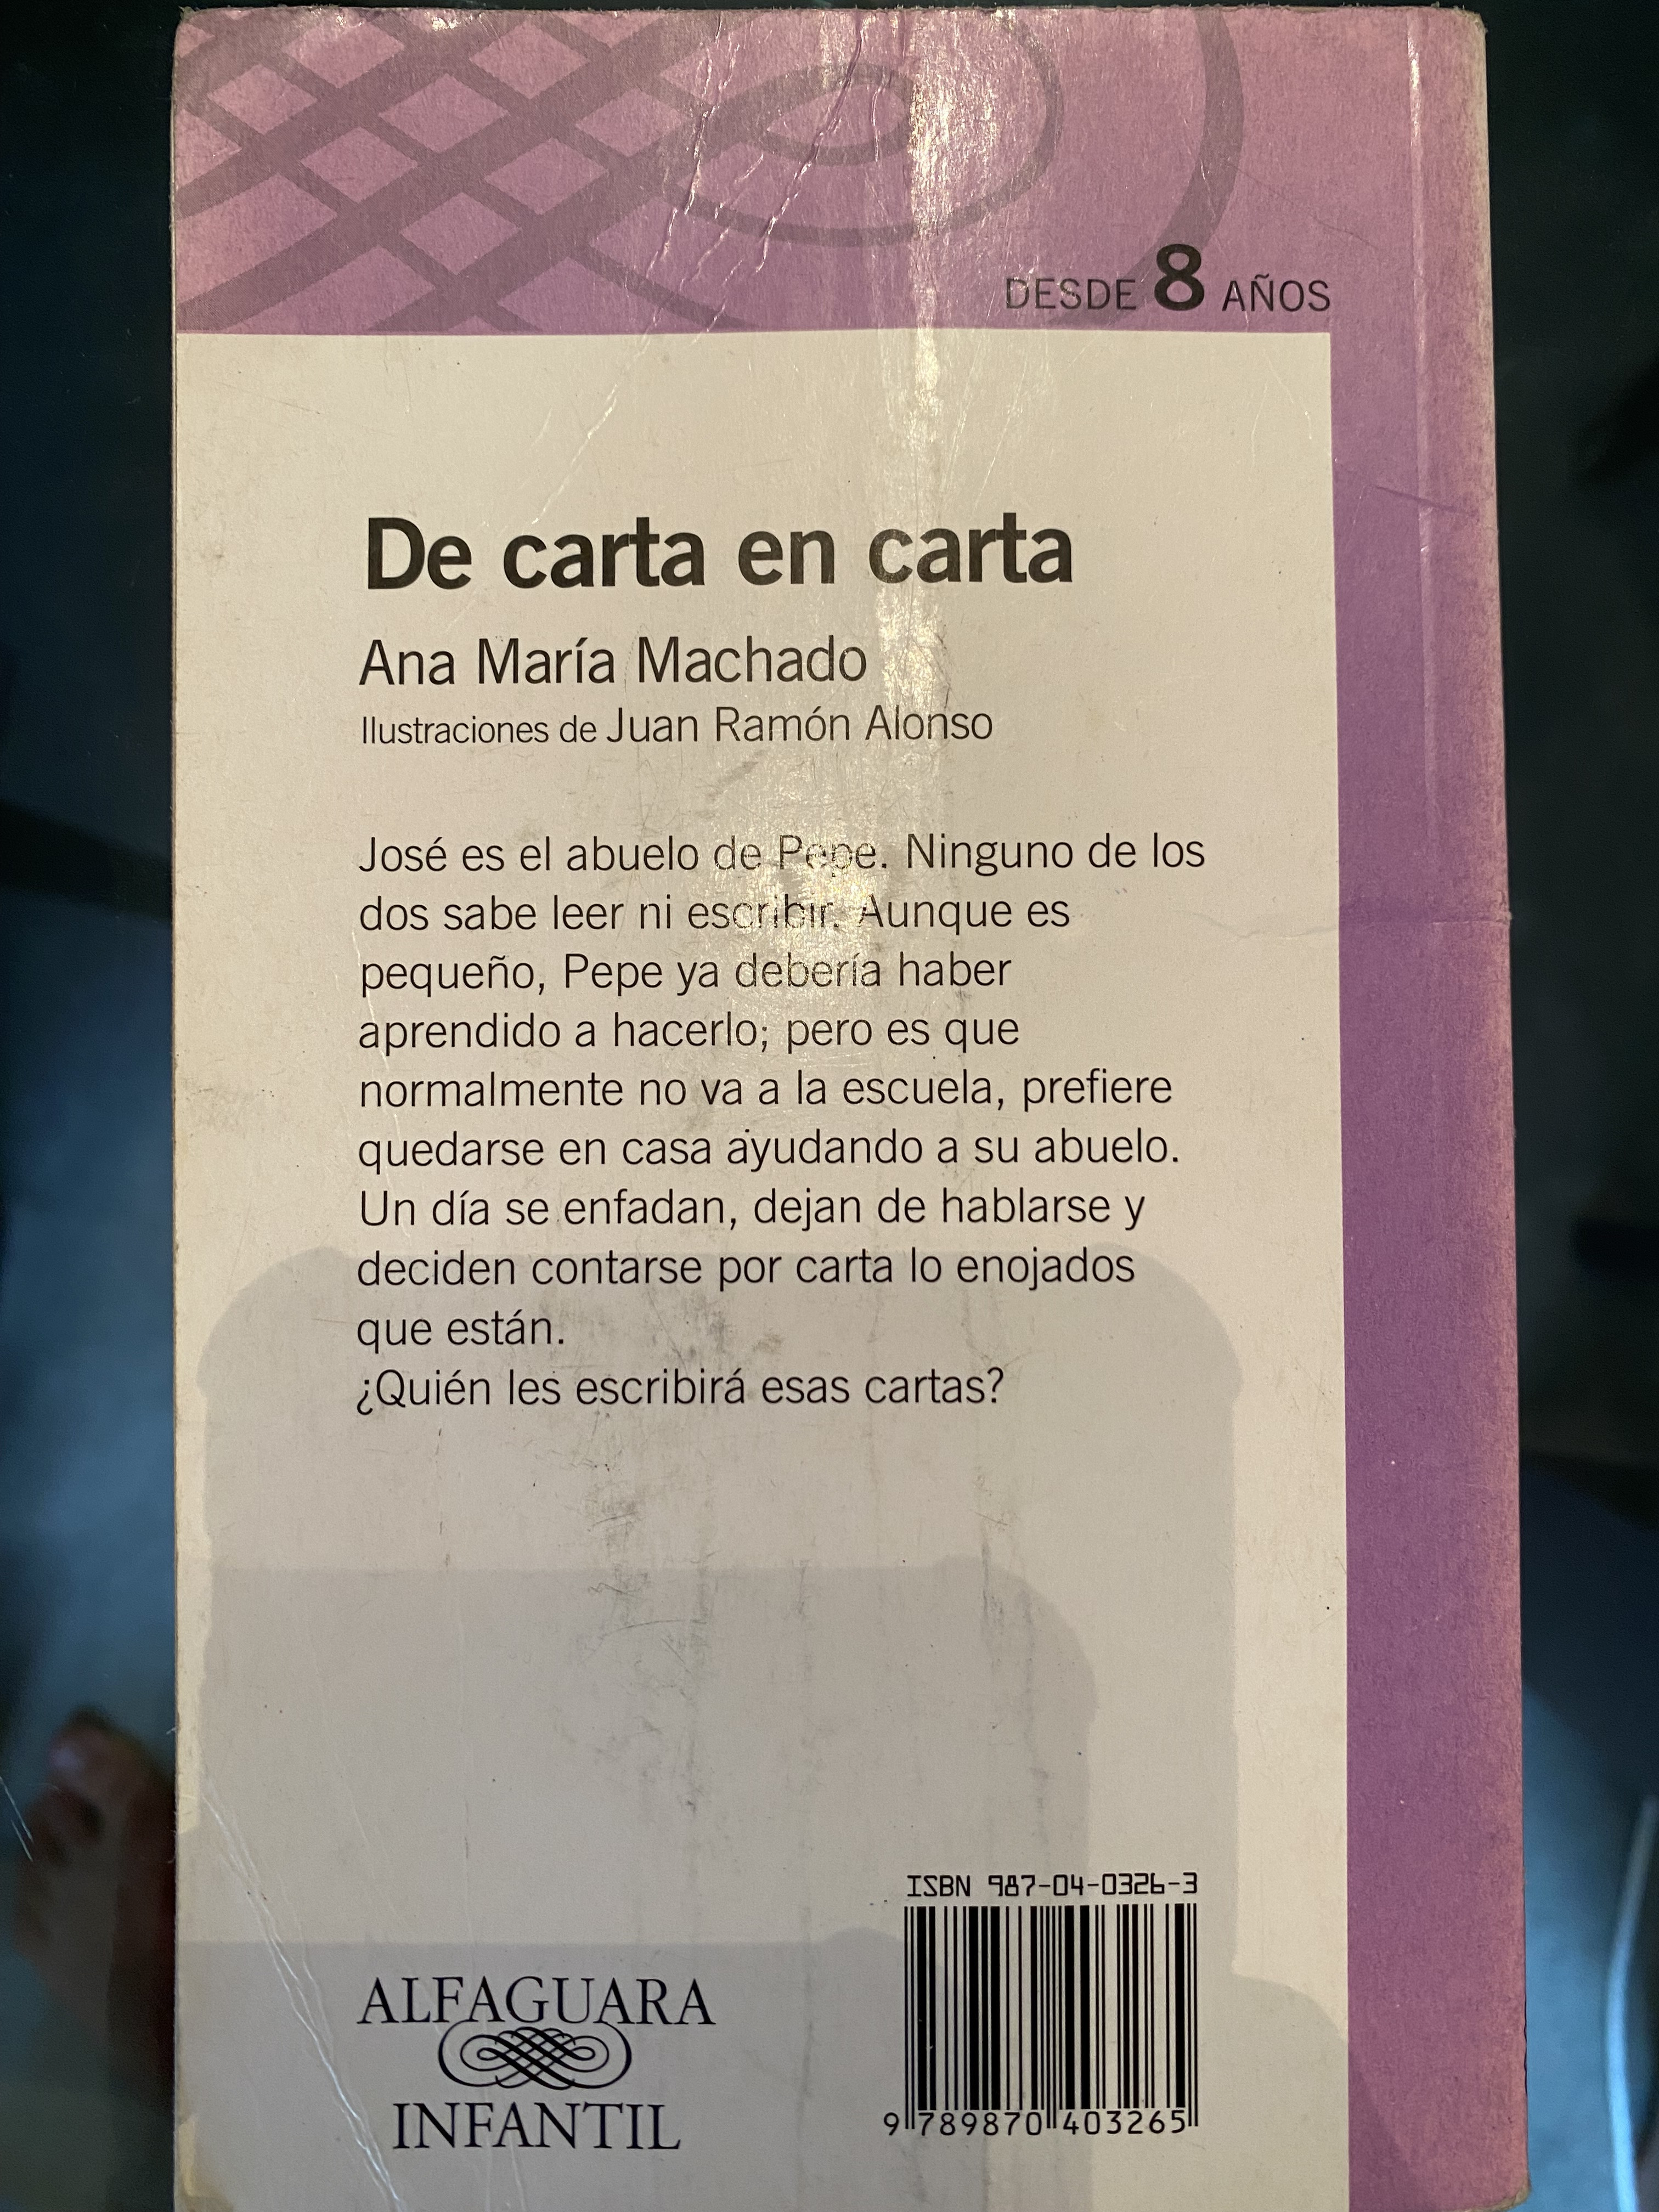 DESDE 8 AÑOS
De carta en carta
Ana María Machado
Ilustraciones de Juan Ramón Alonso
José es el abuelo de Pepe. Ninguno de los
dos sabe leer ni escribir. Aunque es
pequeño, Pepe ya debería haber
aprendido a hacerlo; pero es que
normalmente no va a la escuela, prefiere
quedarse en casa ayudando a su abuelo.
Un día se enfadan, dejan de hablarse y
deciden contarse por carta lo enojados
que están.
¿Quién les escribirá esas cartas?
ISBN 987-04-0326-3
9 789870 403265
ALFAGUARA
INFANTIL